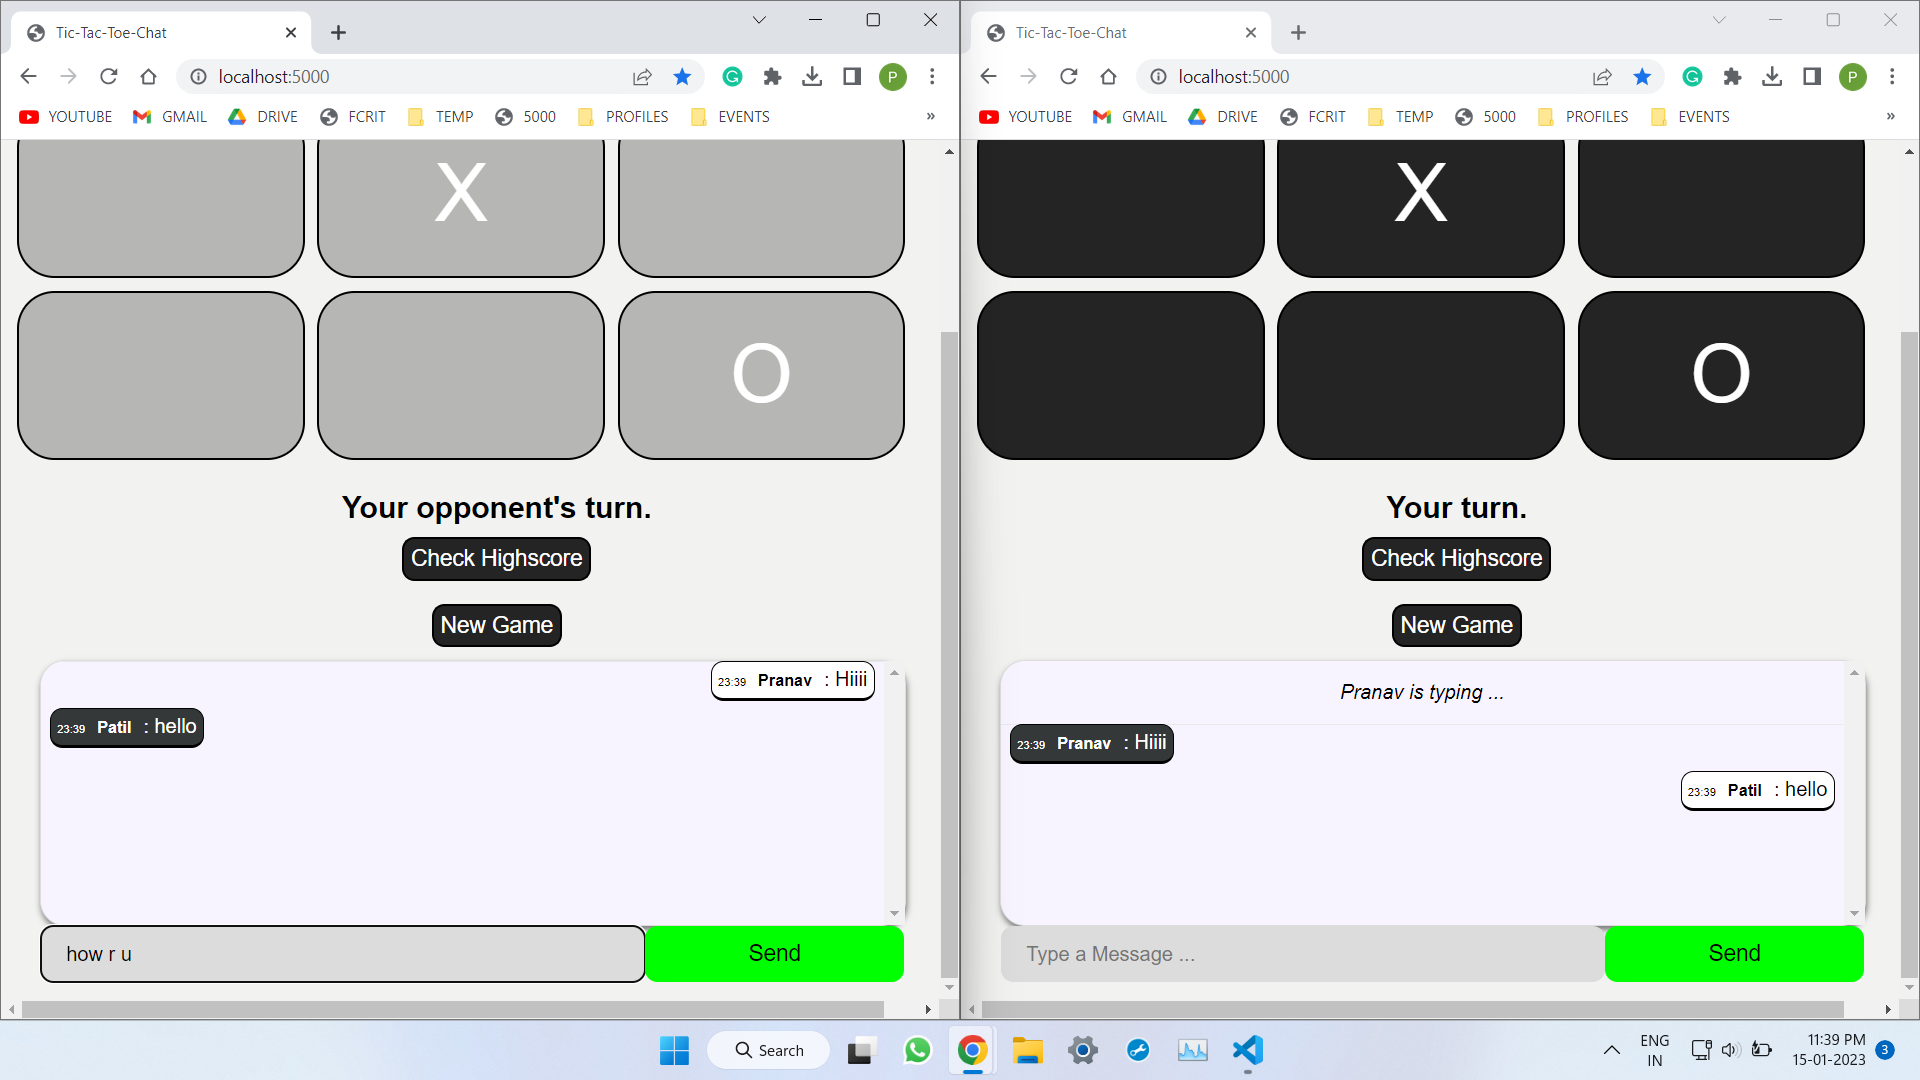 Tic-Tac-Toe-Chat
localhost:5000
P
YOUTUBE GMAIL DRIVE FCRIT TEMP 5000 PROFILES EVENTS »
X
O
Your opponent's turn.
Check Highscore
New Game
23:39 Pranav : Hiiii
23:39 Patil : hello
how r u
Send
Tic-Tac-Toe-Chat
localhost:5000
P
YOUTUBE GMAIL DRIVE FCRIT TEMP 5000 PROFILES EVENTS »
X
O
Your turn.
Check Highscore
New Game
Pranav is typing ...
23:39 Pranav : Hiiii
23:39 Patil : hello
Type a Message ...
Send
Search
ENG
IN
11:39 PM
15-01-2023
3